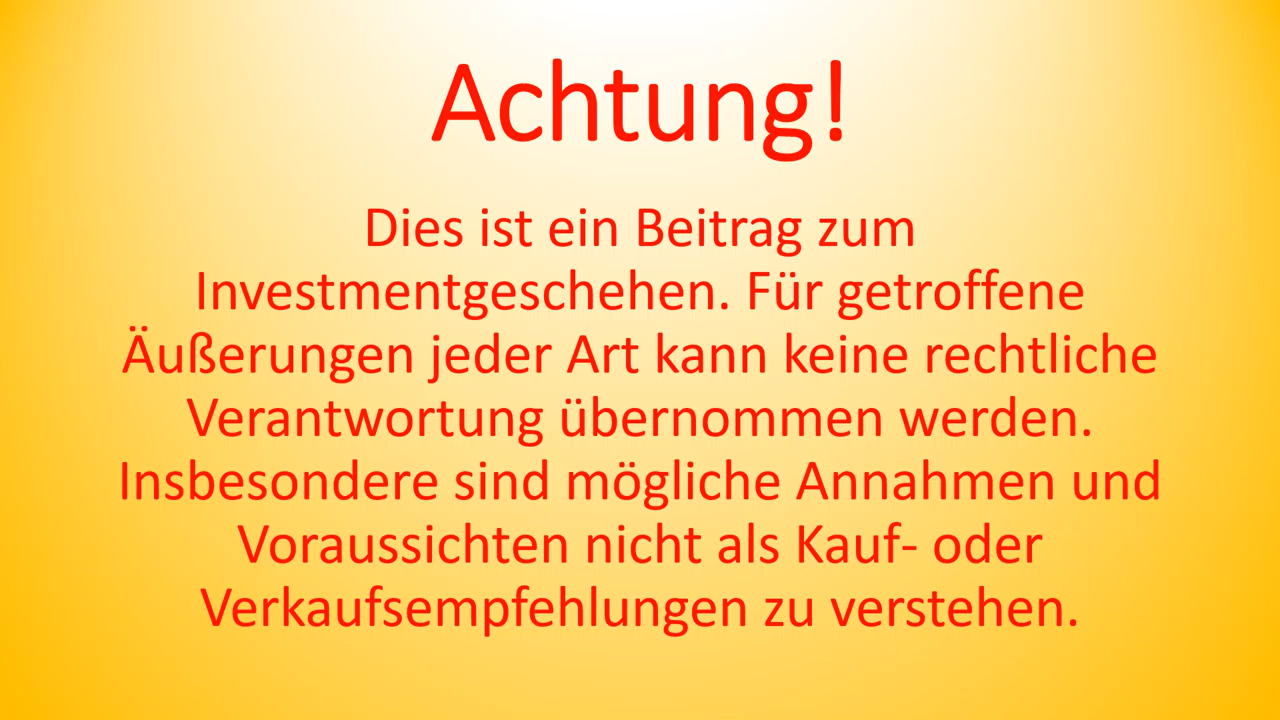 Achtung!
Dies ist ein Beitrag zum
Investmentgeschehen. Für getroffene
Äußerungen jeder Art kann keine rechtliche
Verantwortung übernommen werden.
Insbesondere sind mögliche Annahmen und
Voraussichten nicht als Kauf- oder
Verkaufsempfehlungen zu verstehen.